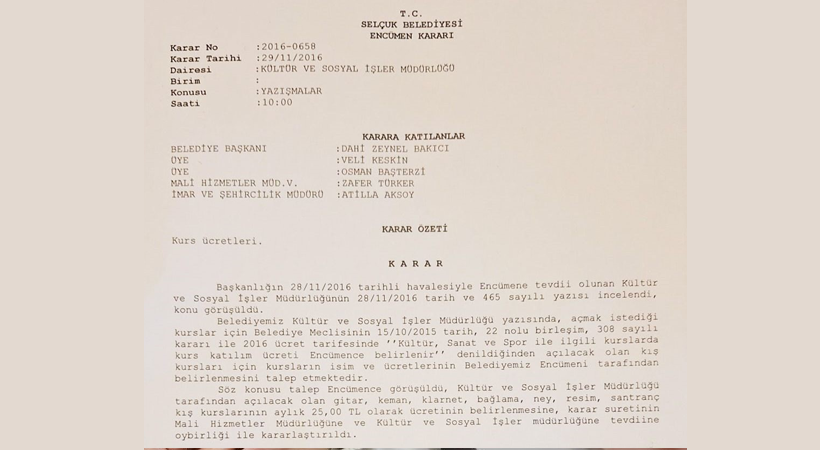 T.C.
SELÇUK BELEDİYESİ
ENCÜMEN KARARI
Karar No :2016-0658
Karar Tarihi :29/11/2016
Dairesi :KÜLTÜR VE SOSYAL İŞLER MÜDÜRLÜĞÜ
Birim :
Konusu :YAZIŞMALAR
Saati :10:00
KARARA KATILANLAR
BELEDİYE BAŞKANI :DAHİ ZEYNEL BAKICI
ÜYE :VELİ KESKİN
ÜYE :OSMAN BAŞTERZİ
MALİ HİZMETLER MÜD.V. :ZAFER TÜRKER
İMAR VE ŞEHİRCİLİK MÜDÜRÜ :ATİLLA AKSOY
KARAR ÖZETİ
Kurs ücretleri.
K A R A R
Başkanlığın 28/11/2016 tarihli havalesiyle Encümene tevdii olunan Kültür
ve Sosyal İşler Müdürlüğünün 28/11/2016 tarih ve 465 sayılı yazısı incelendi,
konu görüşüldü.
Belediyemiz Kültür ve Sosyal İşler Müdürlüğü yazısında, açmak istediği
kurslar için Belediye Meclisinin 15/10/2015 tarih, 22 nolu birleşim, 308 sayılı
kararı ile 2016 ücret tarifesinde ''Kültür, Sanat ve Spor ile ilgili kurslarda
kurs katılım ücreti Encümence belirlenir'' denildiğinden açılacak olan kış
kursları için kursların isim ve ücretlerinin Belediyemiz Encümeni tarafından
belirlenmesini talep etmektedir.
Söz konusu talep Encümence görüşüldü, Kültür ve Sosyal İşler Müdürlüğü
tarafından açılacak olan gitar, keman, klarnet, bağlama, ney, resim, santranç
kış kurslarının aylık 25,00 TL olarak ücretinin belirlenmesine, karar suretinin
Mali Hizmetler Müdürlüğüne ve Kültür ve Sosyal İşler müdürlüğüne tevdiine
oybirliği ile kararlaştırıldı.